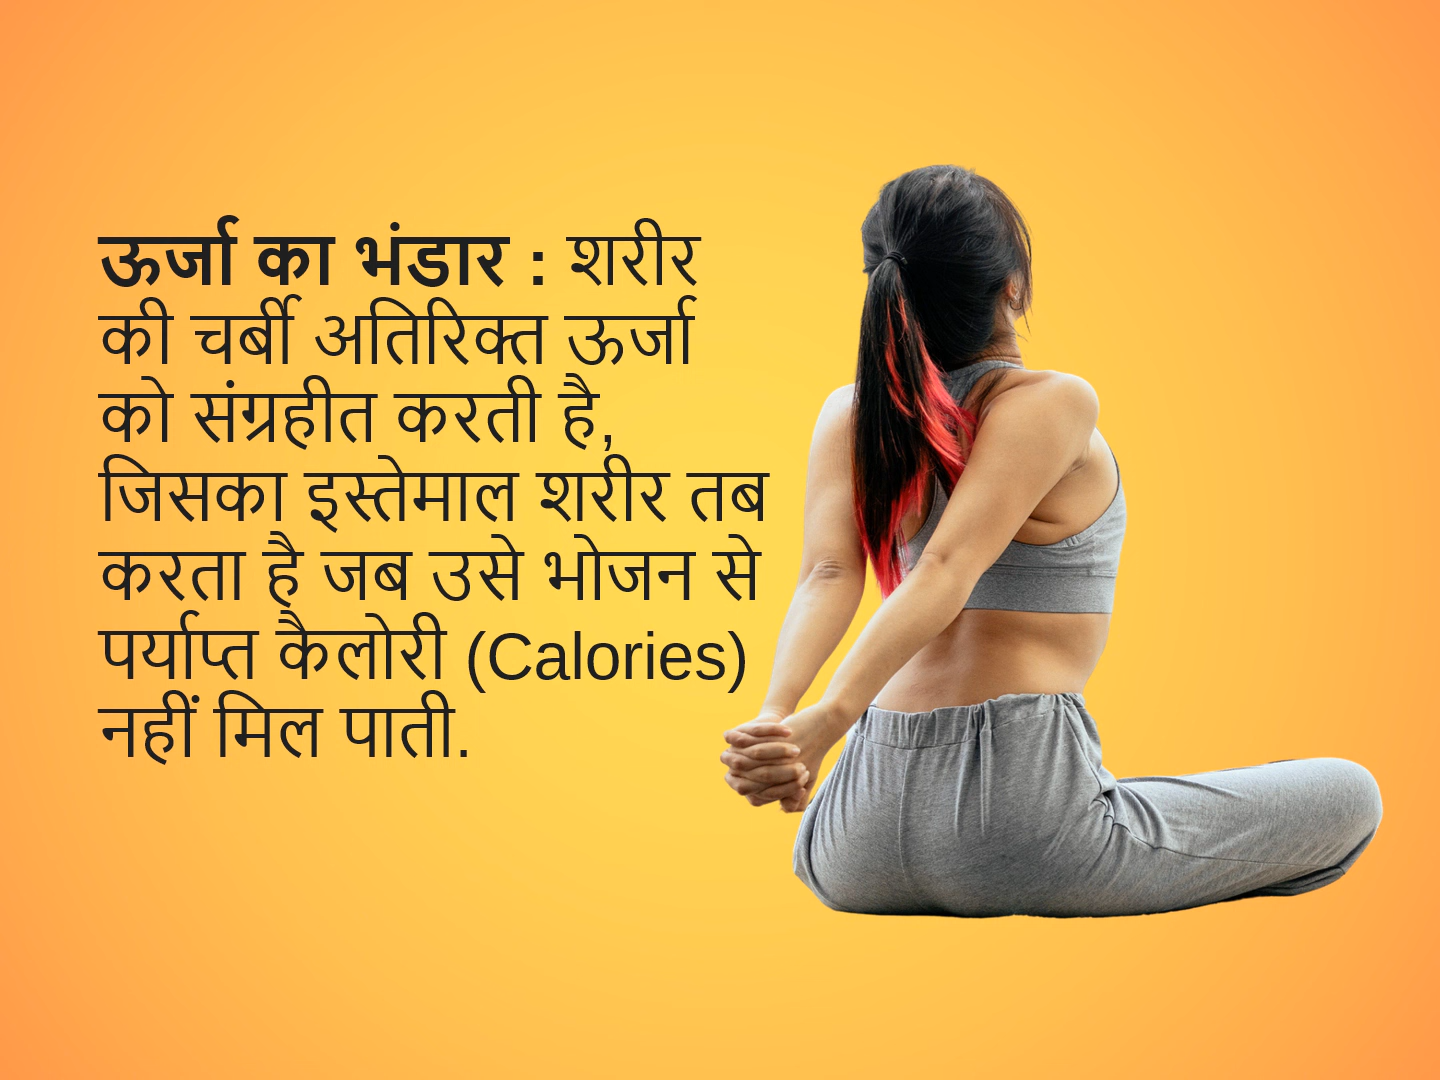 ऊर्जा का भंडार : शरीर
की चर्बी अतिरिक्त ऊर्जा
को संग्रहीत करती है,
जिसका इस्तेमाल शरीर तब
करता है जब उसे भोजन से
पर्याप्त कैलोरी (Calories)
नहीं मिल पाती.